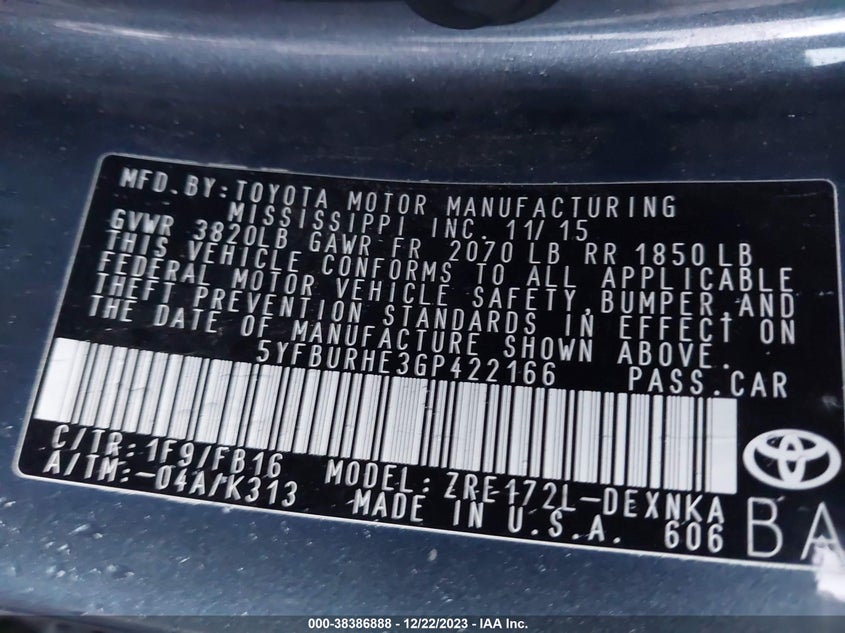 MFD. BY: TOYOTA MOTOR MANUFACTURING
MISSISSIPPI INC. 11/15
GVWR 3820LB GAWR FR 2070 LB RR 1850 LB
THIS VEHICLE CONFORMS TO ALL APPLICABLE
FEDERAL MOTOR VEHICLE SAFETY, BUMPER, AND
THEFT PREVENTION STANDARDS IN EFFECT ON
THE DATE OF MANUFACTURE SHOWN ABOVE.
5YFBURHE3GP422166 PASS. CAR
C/TR: 1F9/FB16 MODEL: ZRE172L-DEXNKA
A/TM: -04A/K313 MADE IN U.S.A. 606
BA
000-38386888 - 12/22/2023 - IAA Inc.